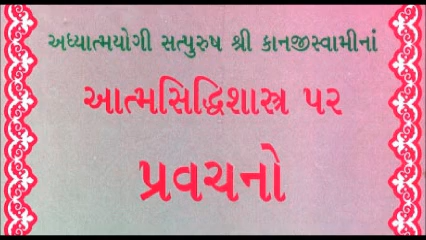 અધ્યાત્મયોગી સત્પુરુષ શ્રી કાનજીસ્વામીનાં
આત્મસિદ્ધિશાસ્ત્ર પર
પ્રવચનો